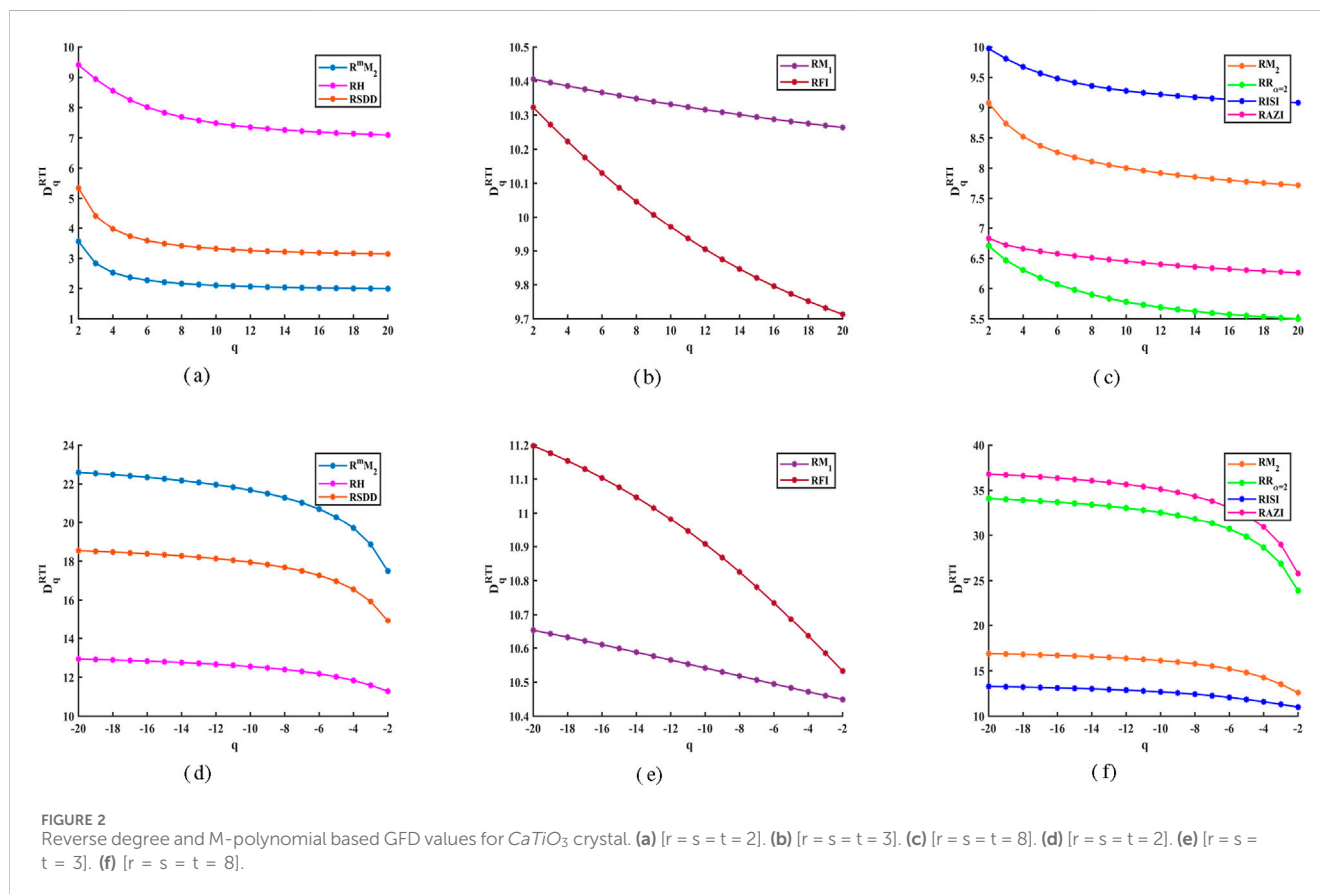 10
9
8
7
6
5
4
3
2
1
D_q^RTI
R^mM_2
RH
RSDD
2 4 6 8 10 12 14 16 18 20
q
(a)
10.5
10.4
10.3
10.2
10.1
10
9.9
9.8
9.7
D_q^RTI
RM_1
RFI
2 4 6 8 10 12 14 16 18 20
q
(b)
10
9.5
9
8.5
8
7.5
7
6.5
6
5.5
D_q^RTI
RM_2
RR_α=2
RISI
RAZI
2 4 6 8 10 12 14 16 18 20
q
(c)
24
22
20
18
16
14
12
10
D_q^RTI
R^mM_2
RH
RSDD
-20 -18 -16 -14 -12 -10 -8 -6 -4 -2
q
(d)
11.2
11.1
11
10.9
10.8
10.7
10.6
10.5
10.4
D_q^RTI
RM_1
RFI
-20 -18 -16 -14 -12 -10 -8 -6 -4 -2
q
(e)
40
35
30
25
20
15
10
D_q^RTI
RM_2
RR_α=2
RISI
RAZI
-20 -18 -16 -14 -12 -10 -8 -6 -4 -2
q
(f)
FIGURE 2
Reverse degree and M-polynomial based GFD values for CaTiO_3 crystal. (a) [r = s = t = 2]. (b) [r = s = t = 3]. (c) [r = s = t = 8]. (d) [r = s = t = 2]. (e) [r = s =
t = 3]. (f) [r = s = t = 8].